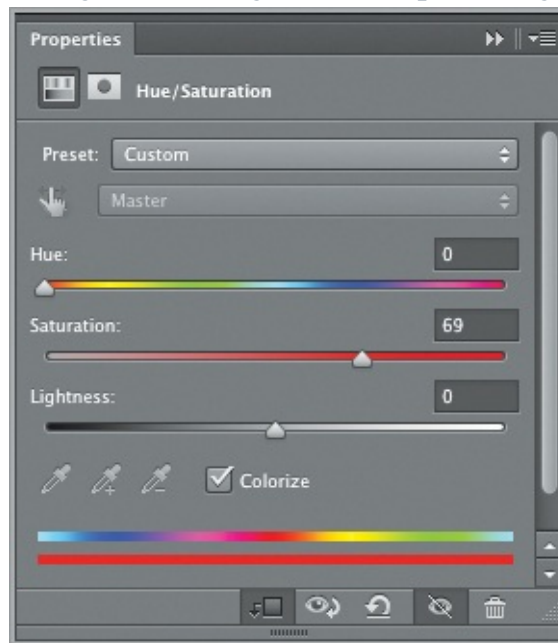 Properties
Hue/Saturation
Preset: Custom
Master
Hue: 0
Saturation: 69
Lightness: 0
Colorize